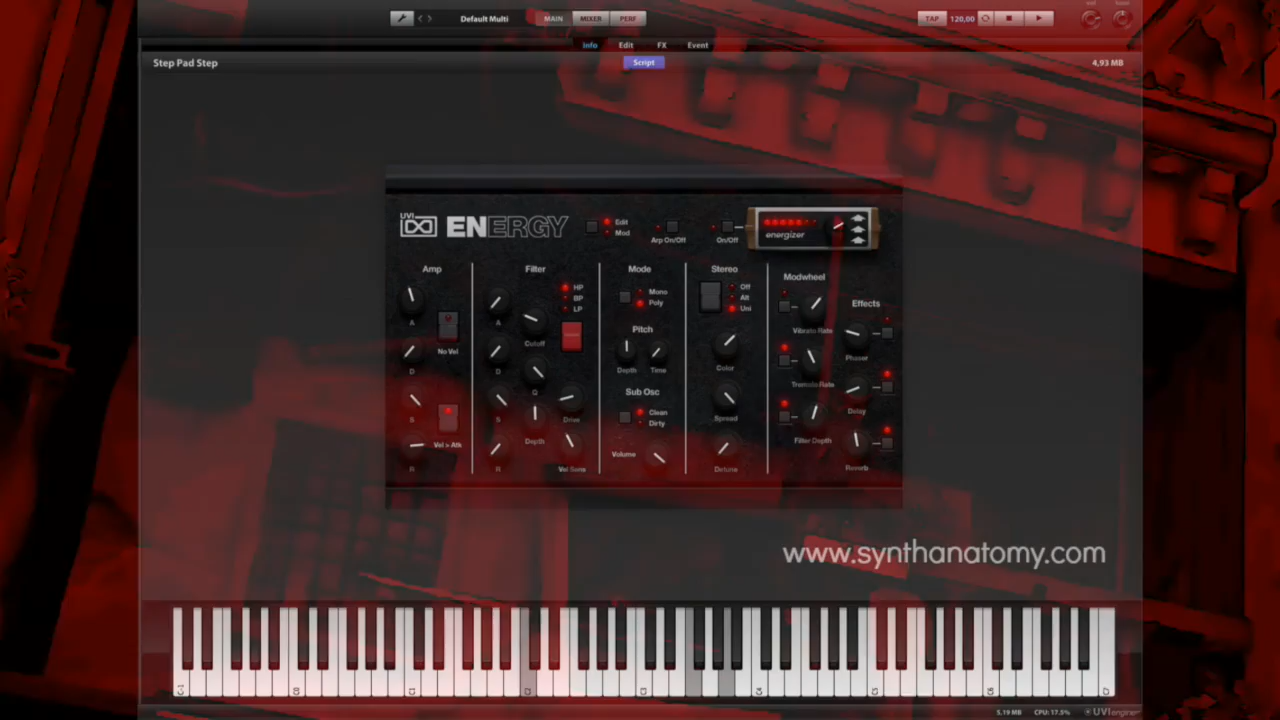 Default Multi MAIN MIXER PERF TAP 120,00
Info Edit FX Event
Step Pad Step Script 4,93 MB
UVI ENERGY
Edit
Mod
Arp On/Off
On/Off
energizer
Amp
A
D
S
R
No Vel
Vel > Atk
Filter
HP
BP
LP
A
Cutoff
D
Q
S
Drive
Depth
R
Vel Sens
Mode
Mono
Poly
Pitch
Depth Time
Sub Osc
Clean
Dirty
Volume
Stereo
Off
Alt
Uni
Color
Spread
Detune
Modwheel
Vibrato Rate
Tremolo Rate
Filter Depth
Effects
Phaser
Delay
Reverb
www.synthanatomy.com
5,19 MB CPU: 17.5% UVIengine